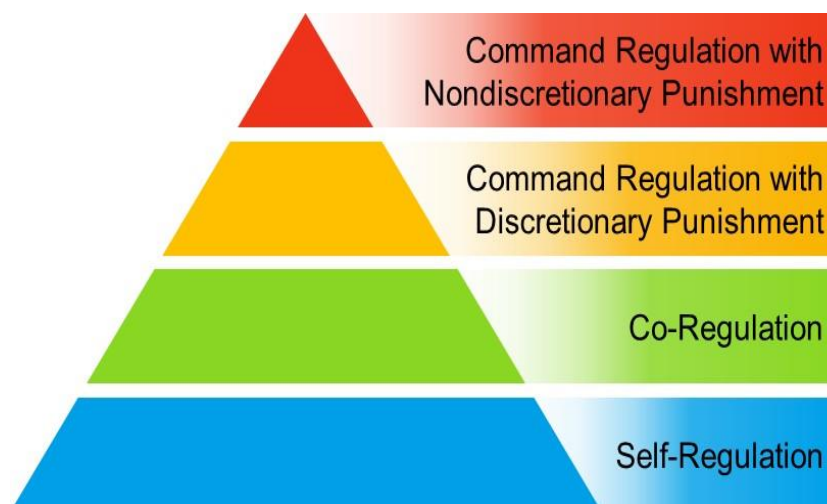 Command Regulation with
Nondiscretionary Punishment
Command Regulation with
Discretionary Punishment
Co-Regulation
Self-Regulation